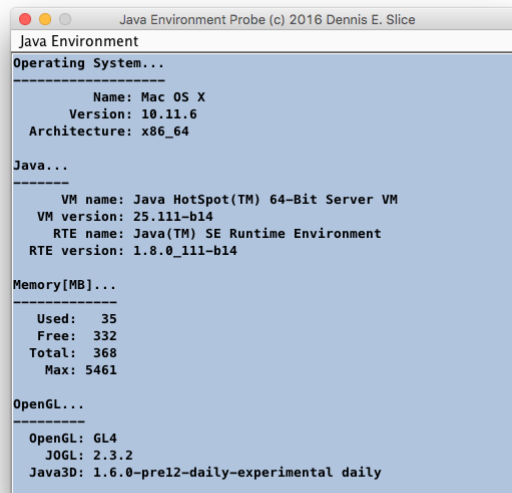 Java Environment Probe (c) 2016 Dennis E. Slice
Java Environment
Operating System...
-------------------
Name: Mac OS X
Version: 10.11.6
Architecture: x86_64
Java...
-------
VM name: Java HotSpot(TM) 64-Bit Server VM
VM version: 25.111-b14
RTE name: Java(TM) SE Runtime Environment
RTE version: 1.8.0_111-b14
Memory[MB]...
-------------
Used: 35
Free: 332
Total: 368
Max: 5461
OpenGL...
---------
OpenGL: GL4
JOGL: 2.3.2
Java3D: 1.6.0-pre12-daily-experimental daily